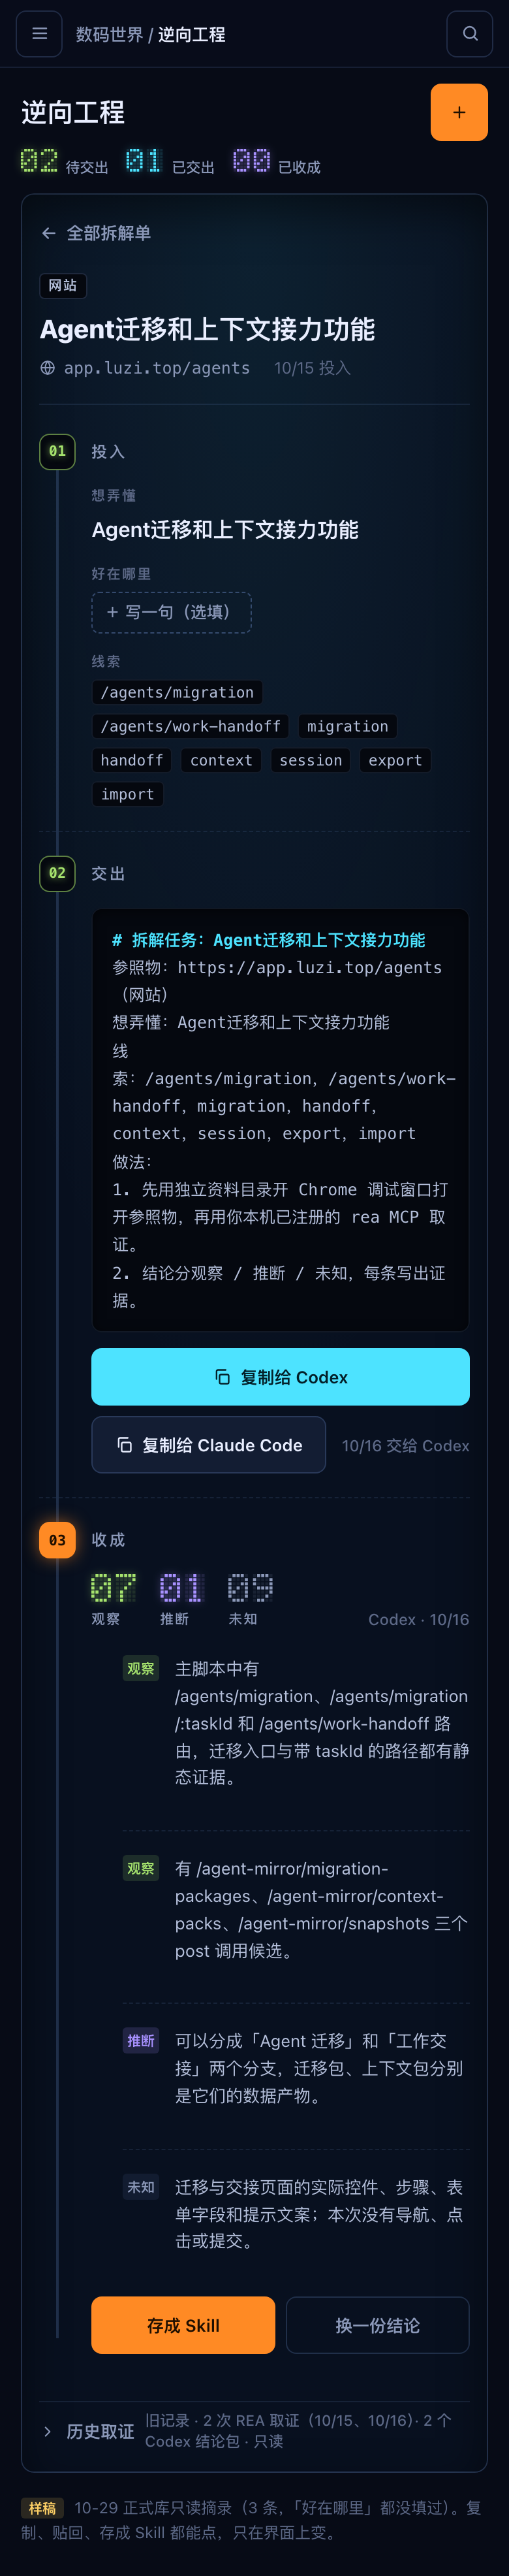 数码世界 / 逆向工程
逆向工程
02 待交出 01 已交出 00 已收成
全部拆解单
网站
Agent迁移和上下文接力功能
app.luzi.top/agents 10/15 投入
01 投入
想弄懂
Agent迁移和上下文接力功能
好在哪里
+ 写一句（选填）
线索
/agents/migration
/agents/work-handoff migration
handoff context session export
import
02 交出
# 拆解任务：Agent迁移和上下文接力功能
参照物：https://app.luzi.top/agents
（网站）
想弄懂：Agent迁移和上下文接力功能
线
索：/agents/migration，/agents/work-
handoff，migration，handoff，
context，session，export，import
做法：
1. 先用独立资料目录开 Chrome 调试窗口打
开参照物，再用你本机已注册的 rea MCP 取
证。
2. 结论分观察 / 推断 / 未知，每条写出证
据。
复制给 Codex
复制给 Claude Code 10/16 交给 Codex
03 收成
07 01 09
观察 推断 未知 Codex · 10/16
观察 主脚本中有
/agents/migration、/agents/migration
/:taskId 和 /agents/work-handoff 路
由，迁移入口与带 taskId 的路径都有静
态证据。
观察 有 /agent-mirror/migration-
packages、/agent-mirror/context-
packs、/agent-mirror/snapshots 三个
post 调用候选。
推断 可以分成「Agent 迁移」和「工作交
接」两个分支，迁移包、上下文包分别
是它们的数据产物。
未知 迁移与交接页面的实际控件、步骤、表
单字段和提示文案；本次没有导航、点
击或提交。
存成 Skill 换一份结论
历史取证 旧记录 · 2 次 REA 取证（10/15、10/16）· 2 个
Codex 结论包 · 只读
样稿 10-29 正式库只读摘录（3 条，「好在哪里」都没填过）。复
制、贴回、存成 Skill 都能点，只在界面上变。